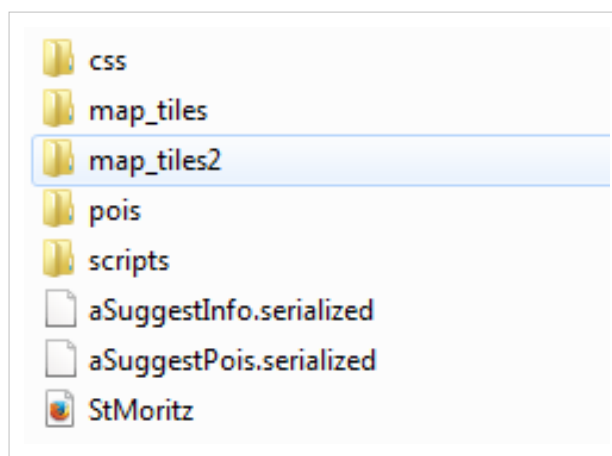 css
map_tiles
map_tiles2
pois
scripts
aSuggestInfo.serialized
aSuggestPois.serialized
StMoritz